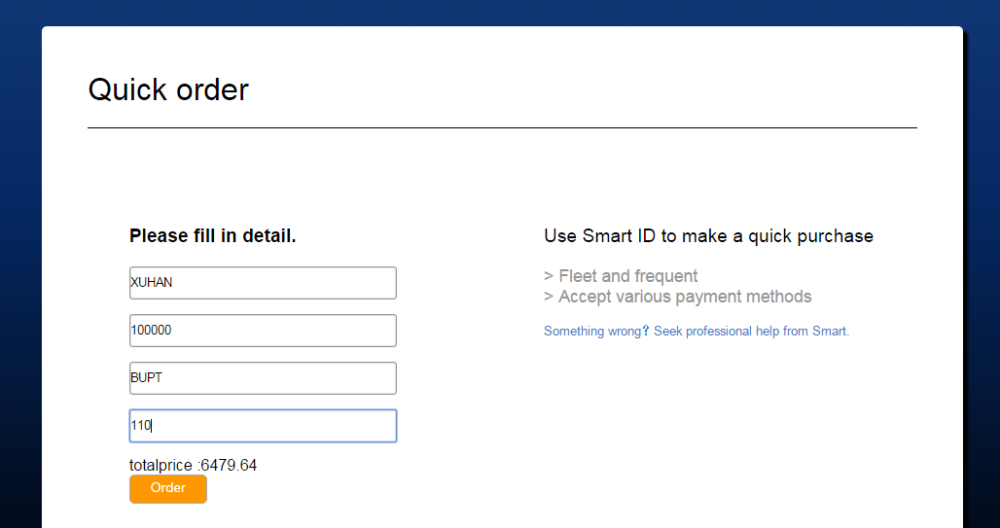 Quick order
Please fill in detail.
XUHAN
100000
BUPT
110
totalprice :6479.64
Order
Use Smart ID to make a quick purchase
> Fleet and frequent
> Accept various payment methods
Something wrong? Seek professional help from Smart.